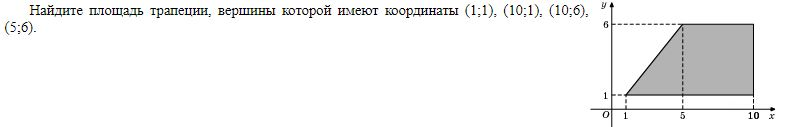 Найдите площадь трапеции, вершины которой имеют координаты (1;1), (10;1), (10;6),
(5;6).
y
6
1
O 1 5 10 x